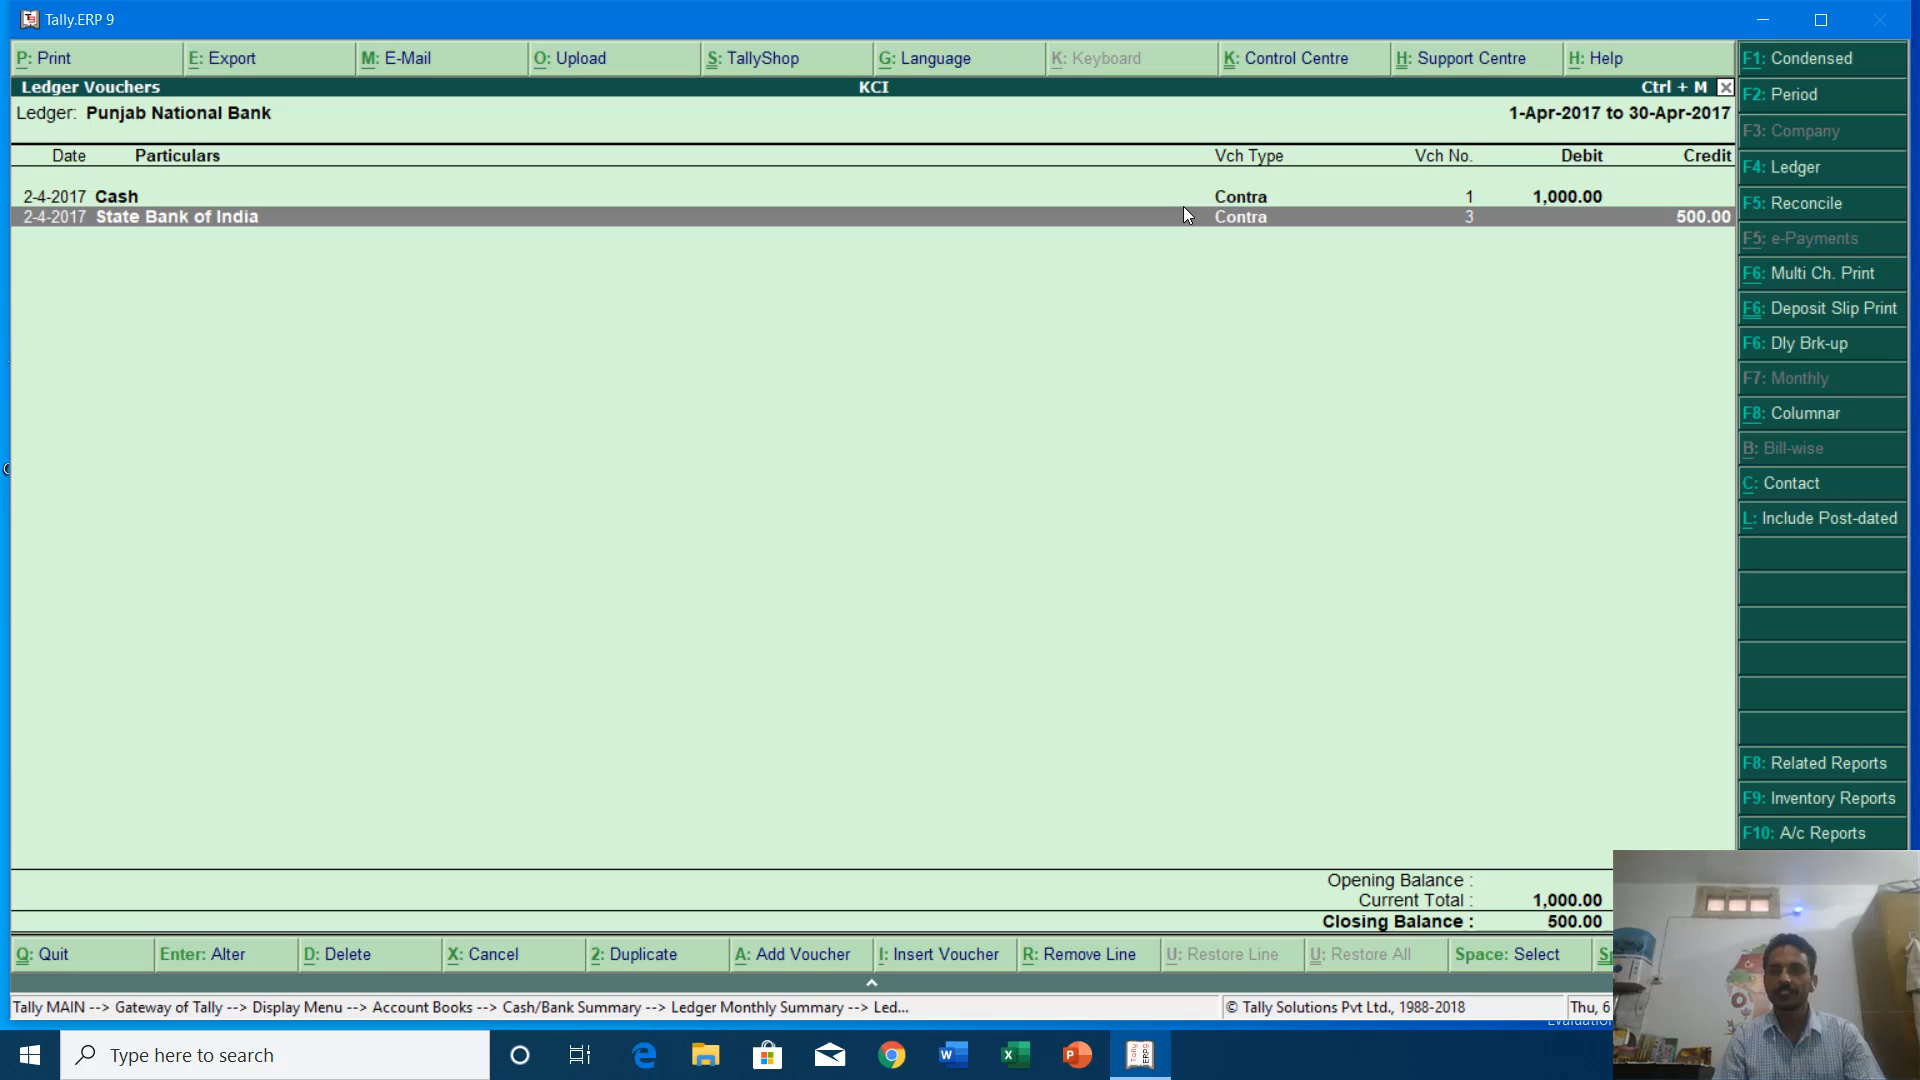 Tally.ERP 9
P: Print E: Export M: E-Mail O: Upload S: TallyShop G: Language K: Keyboard K: Control Centre H: Support Centre H: Help
Ledger Vouchers KCI Ctrl + M
Ledger: Punjab National Bank 1-Apr-2017 to 30-Apr-2017
Date Particulars Vch Type Vch No. Debit Credit
2-4-2017 Cash Contra 1 1,000.00
2-4-2017 State Bank of India Contra 3 500.00
F1: Condensed
F2: Period
F3: Company
F4: Ledger
F5: Reconcile
F5: e-Payments
F6: Multi Ch. Print
F6: Deposit Slip Print
F6: Dly Brk-up
F7: Monthly
F8: Columnar
B: Bill-wise
C: Contact
L: Include Post-dated
F8: Related Reports
F9: Inventory Reports
F10: A/c Reports
Opening Balance :
Current Total : 1,000.00
Closing Balance : 500.00
Q: Quit Enter: Alter D: Delete X: Cancel 2: Duplicate A: Add Voucher I: Insert Voucher R: Remove Line U: Restore Line U: Restore All Space: Select
Tally MAIN --> Gateway of Tally --> Display Menu --> Account Books --> Cash/Bank Summary --> Ledger Monthly Summary --> Led... © Tally Solutions Pvt Ltd., 1988-2018 Thu, 6
Type here to search